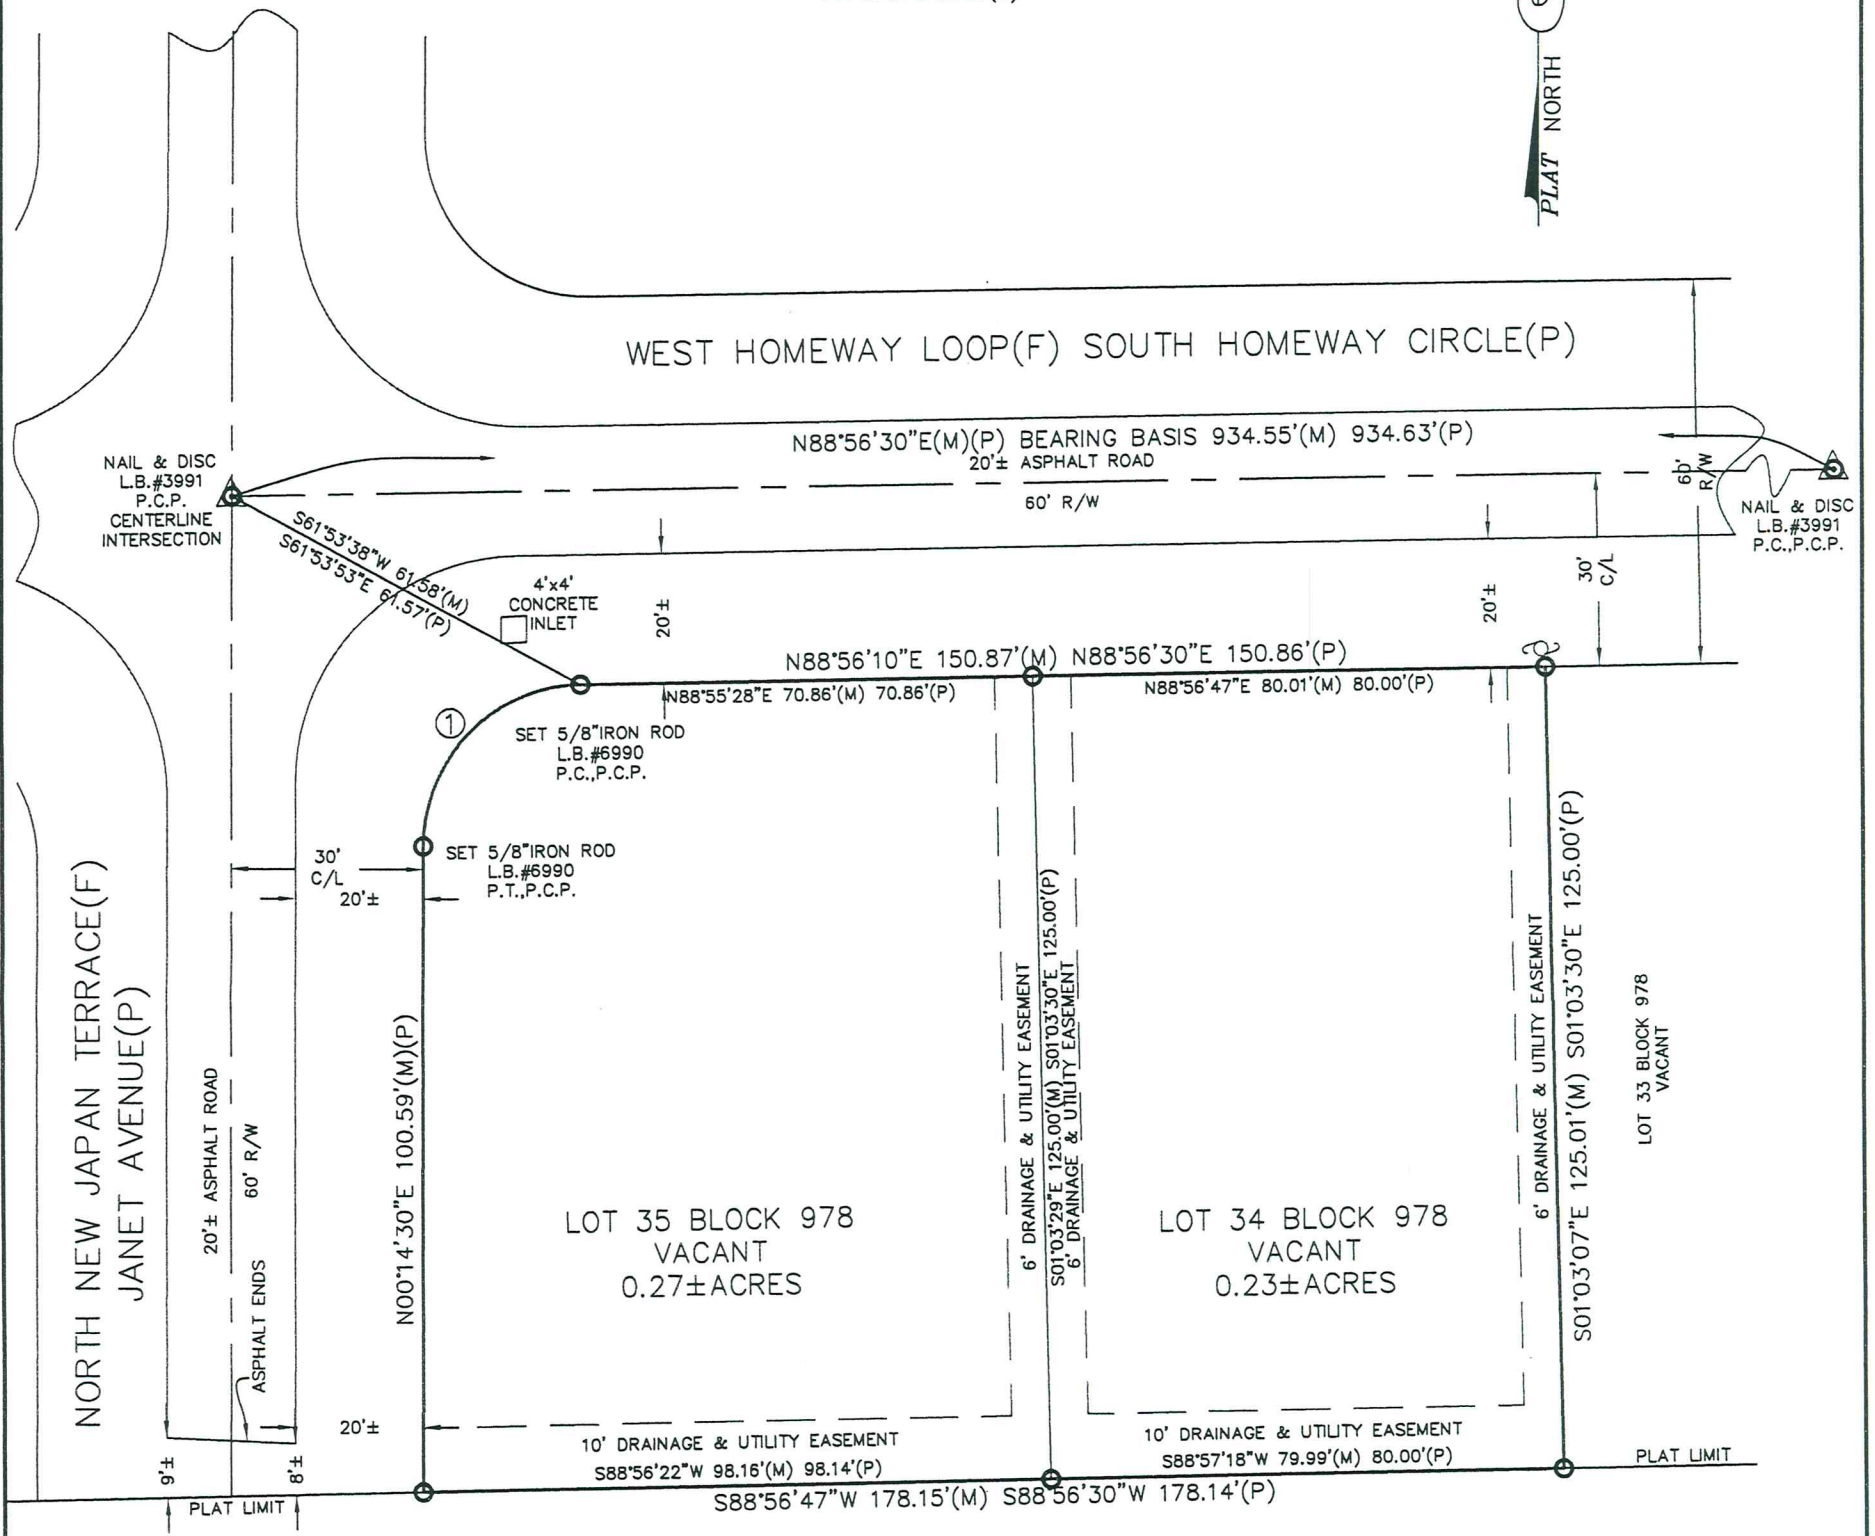 PLAT NORTH
WEST HOMEWAY LOOP(F) SOUTH HOMEWAY CIRCLE(P)
N88°56'30"E(M)(P) BEARING BASIS 934.55'(M) 934.63'(P)
20'± ASPHALT ROAD
60' R/W
NAIL & DISC
L.B.#3991
P.C.P.
CENTERLINE
INTERSECTION
60'
R/W
NAIL & DISC
L.B.#3991
P.C.,P.C.P.
S61°53'38"W 61.58'(M)
S61°53'53"E 61.57'(P)
4'x4'
CONCRETE
INLET
20'±
20'±
30'
C/L
N88°56'10"E 150.87'(M) N88°56'30"E 150.86'(P)
N88°55'28"E 70.86'(M) 70.86'(P)
N88°56'47"E 80.01'(M) 80.00'(P)
1
SET 5/8"IRON ROD
L.B.#6990
P.C.,P.C.P.
SET 5/8"IRON ROD
L.B.#6990
P.T.,P.C.P.
30'
C/L
20'±
NORTH NEW JAPAN TERRACE(F)
JANET AVENUE(P)
20'± ASPHALT ROAD
60' R/W
ASPHALT ENDS
N00°14'30"E 100.59'(M)(P)
LOT 35 BLOCK 978
VACANT
0.27±ACRES
6' DRAINAGE & UTILITY EASEMENT
S01°03'29"E 125.00'(M) S01°03'30"E 125.00'(P)
6' DRAINAGE & UTILITY EASEMENT
LOT 34 BLOCK 978
VACANT
0.23±ACRES
6' DRAINAGE & UTILITY EASEMENT
S01°03'07"E 125.01'(M) S01°03'30"E 125.00'(P)
LOT 33 BLOCK 978
VACANT
20'±
10' DRAINAGE & UTILITY EASEMENT
S88°56'22"W 98.16'(M) 98.14'(P)
10' DRAINAGE & UTILITY EASEMENT
S88°57'18"W 79.99'(M) 80.00'(P)
PLAT LIMIT
9'±
8'±
PLAT LIMIT
S88°56'47"W 178.15'(M) S88°56'30"W 178.14'(P)